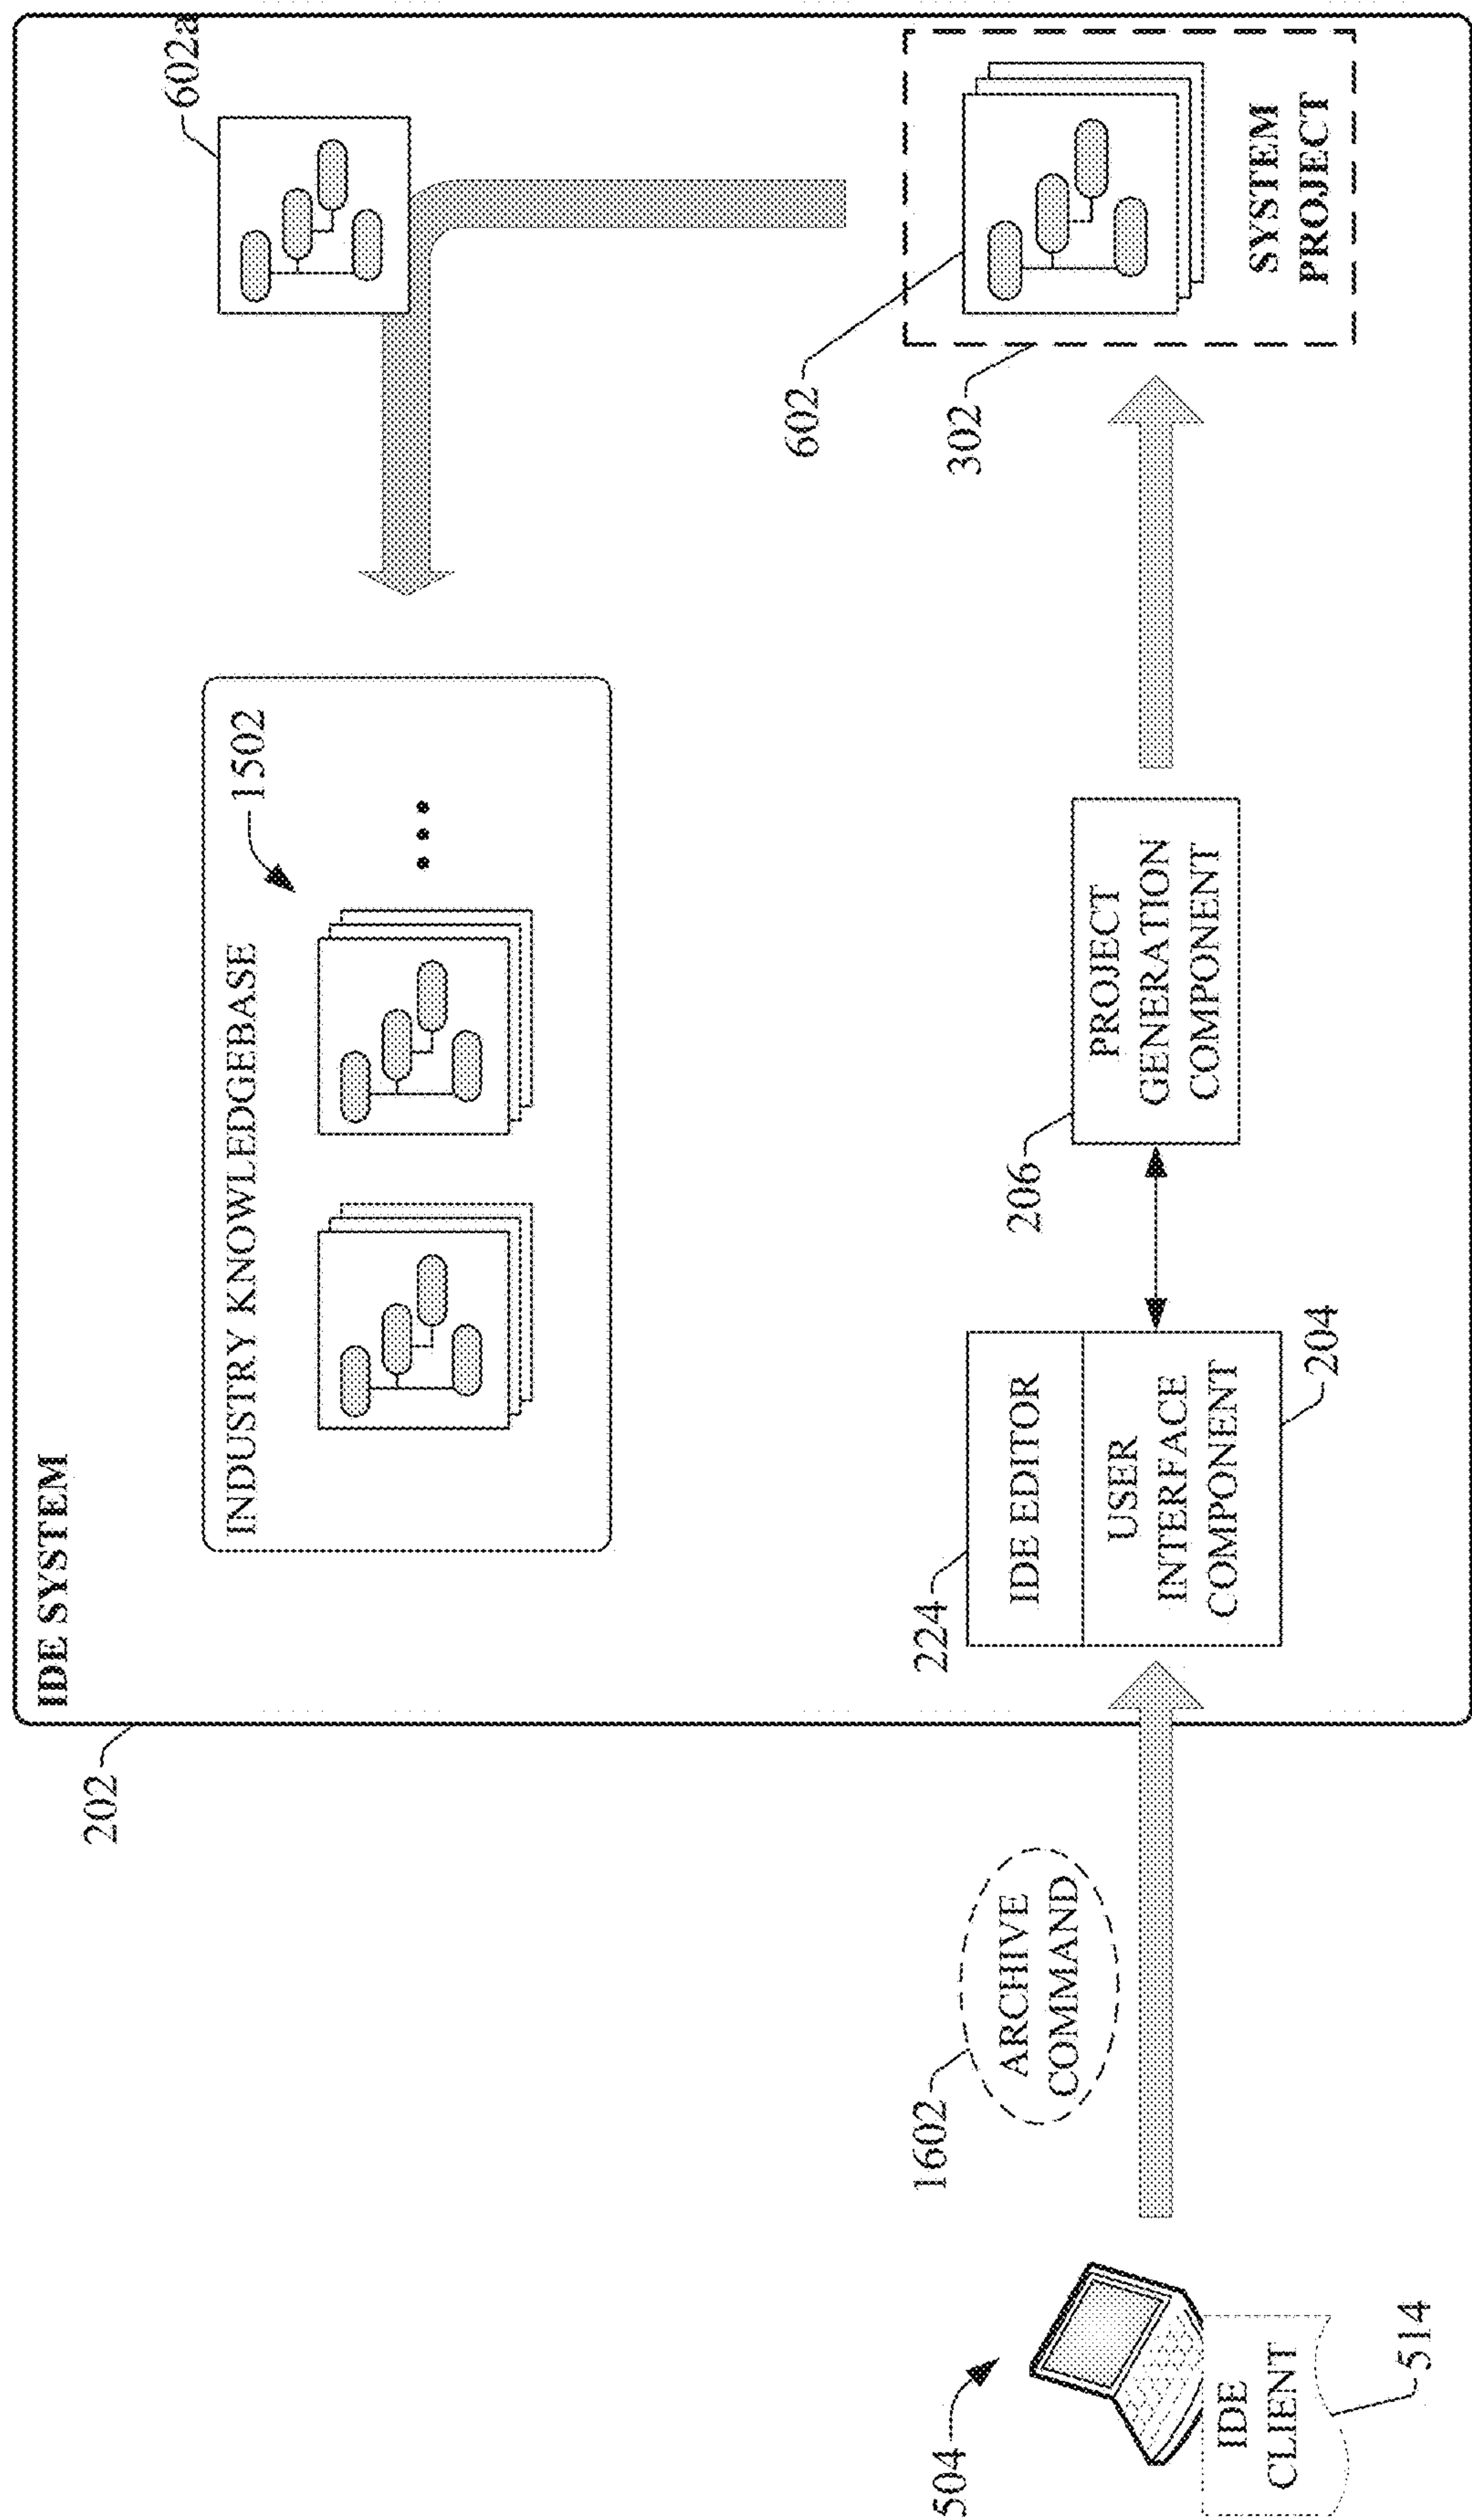 IDE SYSTEM
202
INDUSTRY KNOWLEDGEBASE
1502
602a
504
IDE
CLIENT
514
1602
ARCHIVE
COMMAND
224
IDE EDITOR
USER
INTERFACE
COMPONENT
204
206
PROJECT
GENERATION
COMPONENT
602
302
SYSTEM
PROJECT